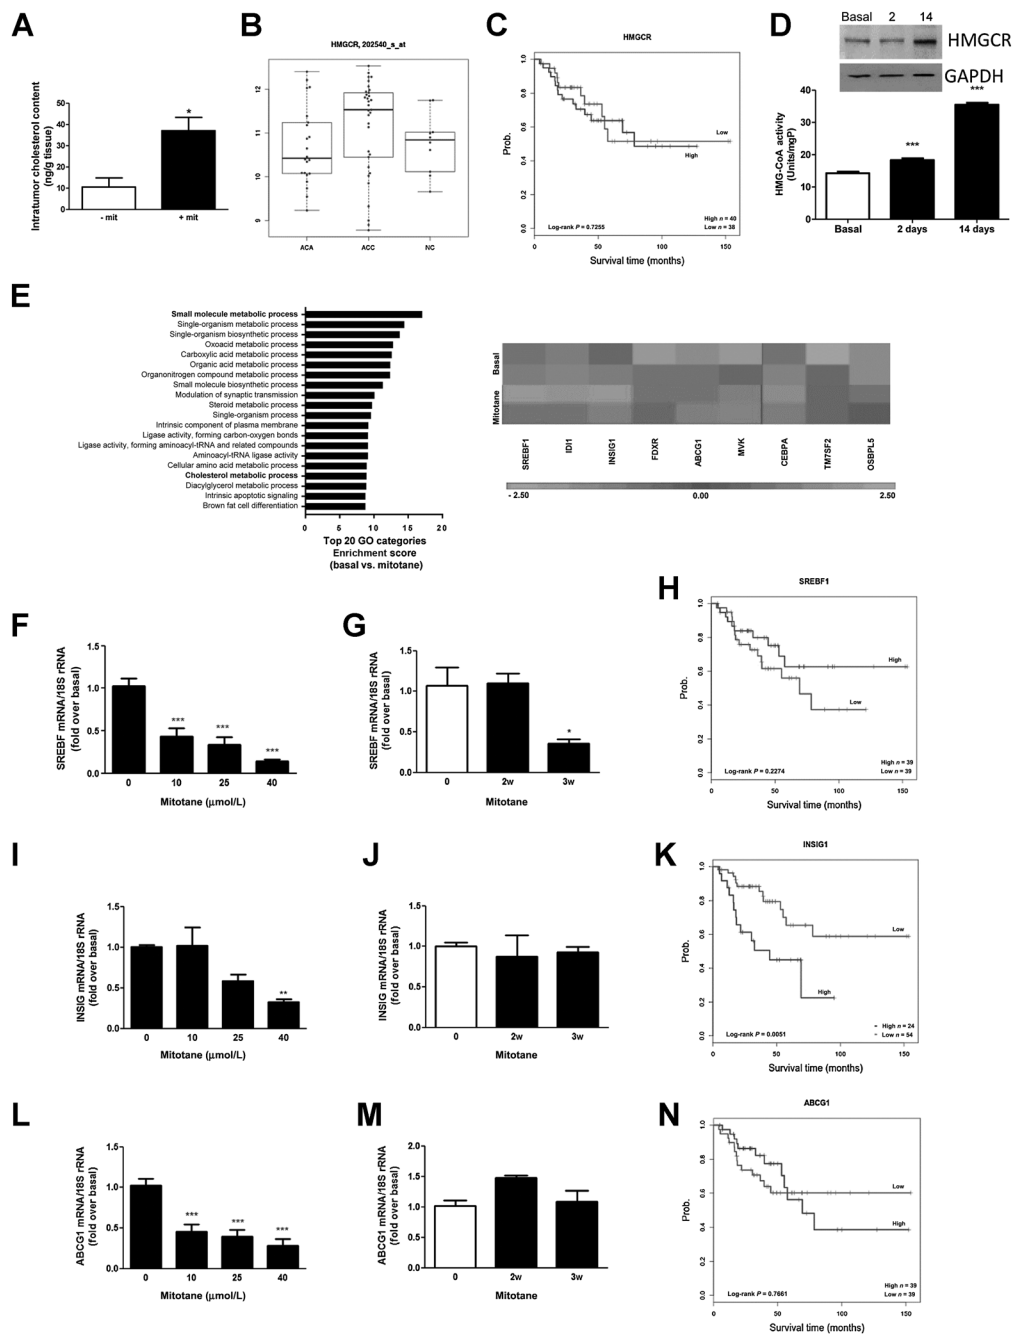 A
Intratumor cholesterol content
(ng/g tissue)
50
40
30
20
10
0
*
- mit
+ mit
B
HMGCR, 202540_s_at
12
11
10
9
ACA
ACC
NC
C
HMGCR
Prob.
1.0
0.8
0.6
0.4
0.2
0.0
Low
High
High n = 40
Low n = 38
Log-rank P = 0.7255
0
50
100
150
Survival time (months)
D
Basal
2
14
HMGCR
GAPDH
HMG-CoA activity
(Units/mgP)
40
30
20
10
0
***
***
Basal
2 days
14 days
E
Small molecule metabolic process
Single-organism metabolic process
Single-organism biosynthetic process
Oxoacid metabolic process
Carboxylic acid metabolic process
Organic acid metabolic process
Organonitrogen compound metabolic process
Small molecule biosynthetic process
Modulation of synaptic transmission
Steroid metabolic process
Single-organism process
Intrinsic component of plasma membrane
Ligase activity, forming carbon-oxygen bonds
Ligase activity, forming aminoacyl-tRNA and related compounds
Aminoacyl-tRNA ligase activity
Cellular amino acid metabolic process
Cholesterol metabolic process
Diacylglycerol metabolic process
Intrinsic apoptotic signaling
Brown fat cell differentiation
0
5
10
15
20
Top 20 GO categories
Enrichment score
(basal vs. mitotane)
Basal
Mitotane
SREBF1
IDI1
INSIG1
FDXR
ABCG1
MVK
CEBPA
TM7SF2
OSBPL5
- 2.50
0.00
2.50
F
SREBF mRNA/18S rRNA
(fold over basal)
1.5
1.0
0.5
0.0
***
***
***
0
10
25
40
Mitotane (µmol/L)
G
SREBF mRNA/18S rRNA
(fold over basal)
1.5
1.0
0.5
0.0
*
0
2w
3w
Mitotane
H
SREBF1
Prob.
1.0
0.8
0.6
0.4
0.2
0.0
High
Low
High n = 39
Low n = 39
Log-rank P = 0.2274
0
50
100
150
Survival time (months)
I
INSIG mRNA/18S rRNA
(fold over basal)
1.5
1.0
0.5
0.0
**
0
10
25
40
Mitotane (µmol/L)
J
INSIG mRNA/18S rRNA
(fold over basal)
1.5
1.0
0.5
0.0
0
2w
3w
Mitotane
K
INSIG1
Prob.
1.0
0.8
0.6
0.4
0.2
0.0
Low
High
High n = 24
Low n = 54
Log-rank P = 0.0051
0
50
100
150
Survival time (months)
L
ABCG1 mRNA/18S rRNA
(fold over basal)
1.5
1.0
0.5
0.0
***
***
***
0
10
25
40
Mitotane (µmol/L)
M
ABCG1 mRNA/18S rRNA
(fold over basal)
2.0
1.5
1.0
0.5
0.0
0
2w
3w
Mitotane
N
ABCG1
Prob.
1.0
0.8
0.6
0.4
0.2
0.0
Low
High
High n = 39
Low n = 39
Log-rank P = 0.7661
0
50
100
150
Survival time (months)